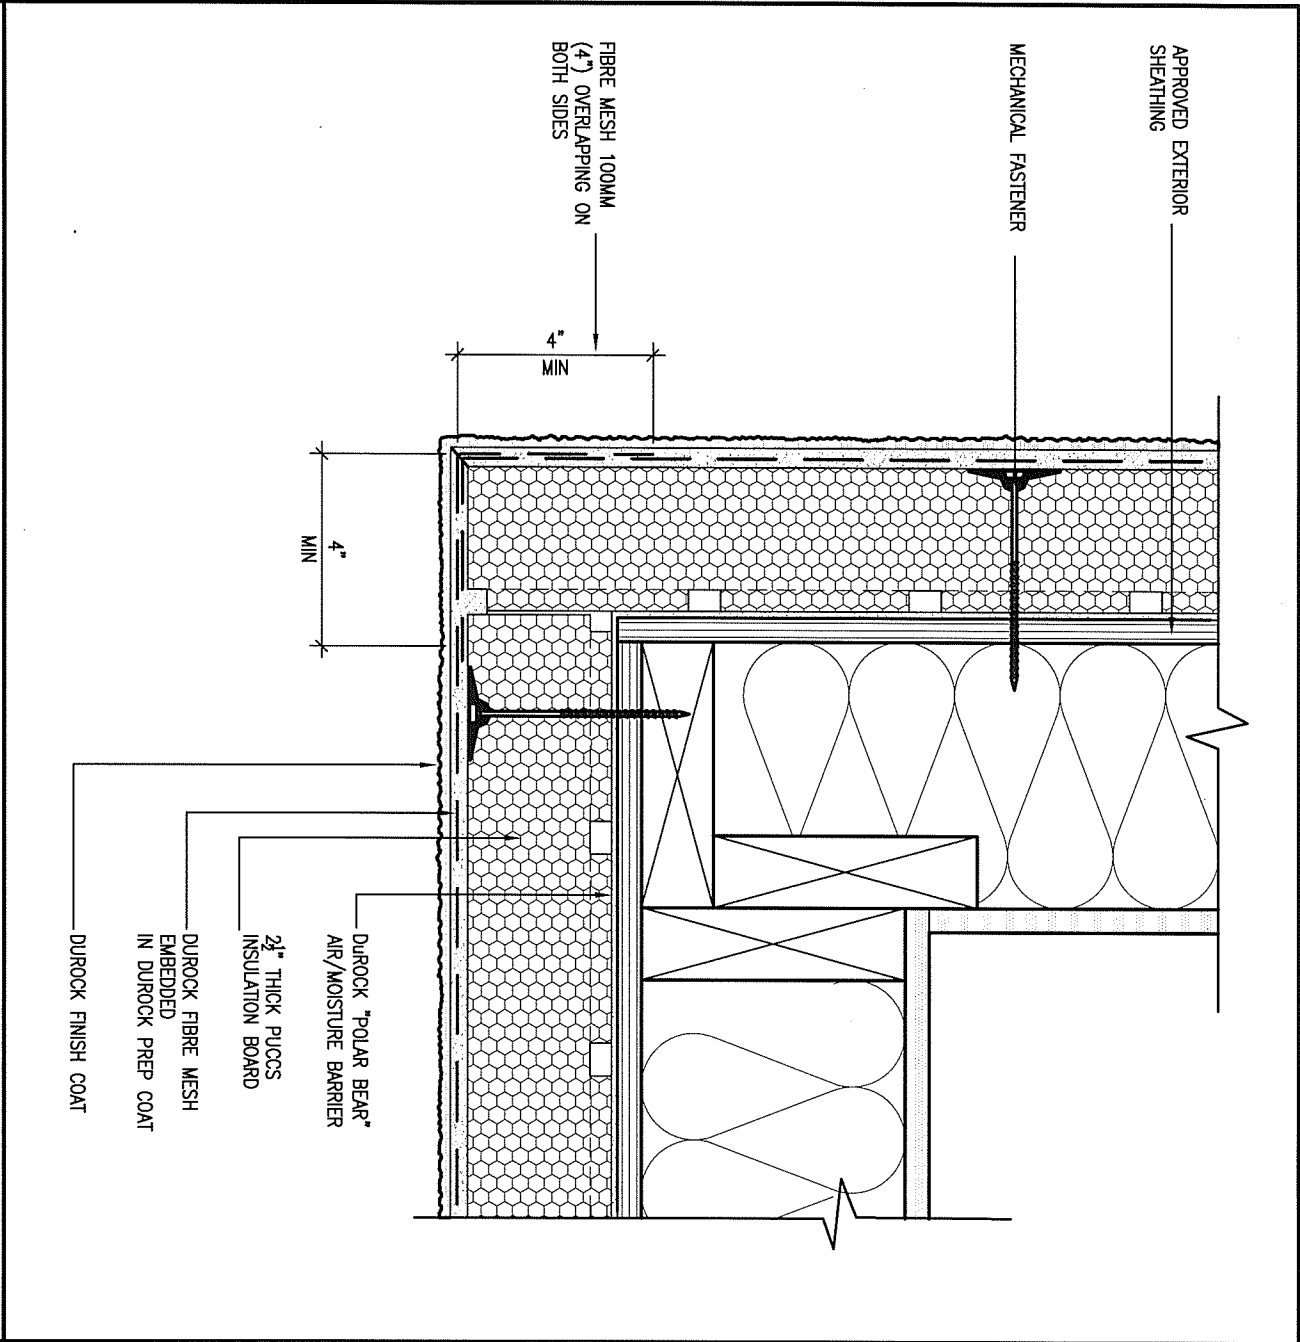 APPROVED EXTERIOR
SHEATHING
MECHANICAL FASTENER
FIBRE MESH 100MM
(4") OVERLAPPING ON
BOTH SIDES
4"
MIN
4"
MIN
DuROCK "POLAR BEAR"
AIR/MOISTURE BARRIER
2½" THICK PUCCS
INSULATION BOARD
DUROCK FIBRE MESH
EMBEDDED
IN DUROCK PREP COAT
DUROCK FINISH COAT